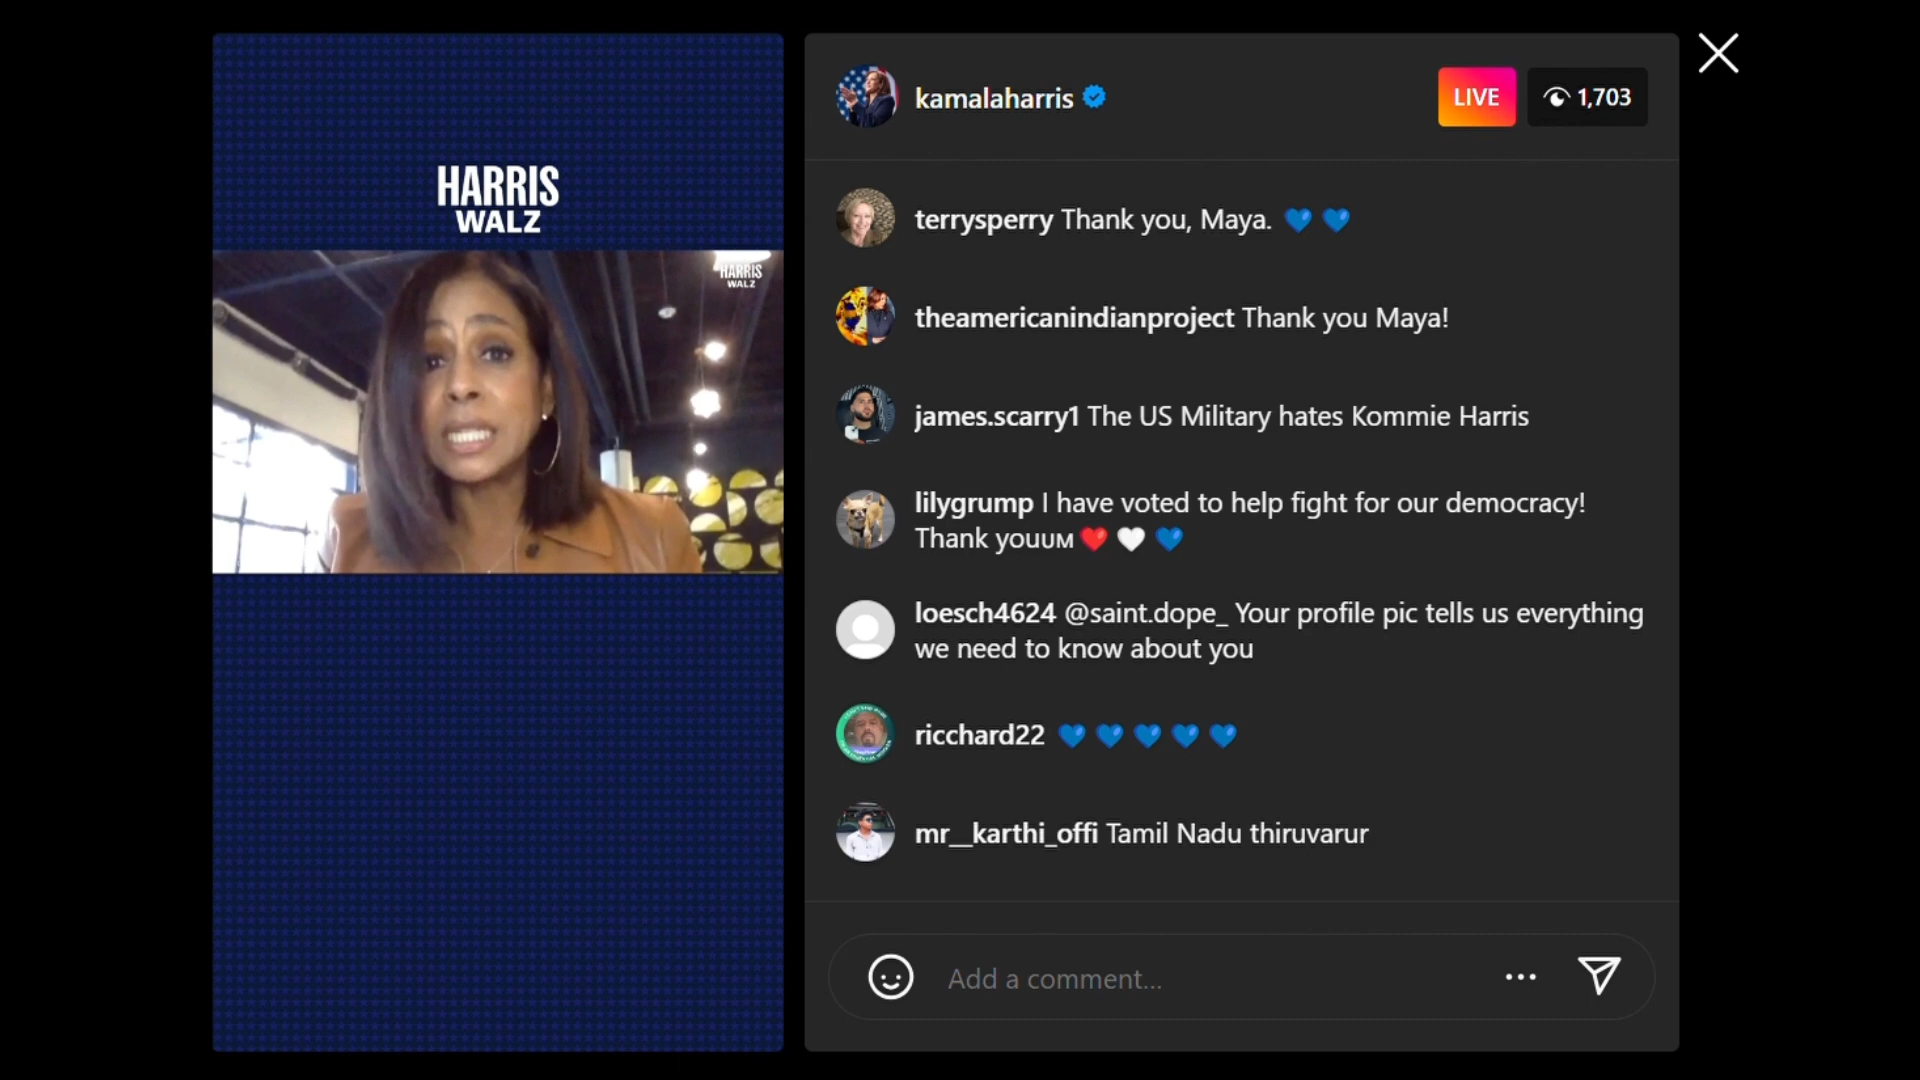 HARRIS
WALZ
HARRIS
WALZ
kamalaharris
LIVE
1,703
terrysperry Thank you, Maya. 💙 💙
theamericanindianproject Thank you Maya!
james.scarry1 The US Military hates Kommie Harris
lilygrump I have voted to help fight for our democracy!
Thank youᴜᴍ❤️ 🤍 💙
loesch4624 @saint.dope_ Your profile pic tells us everything
we need to know about you
ricchard22 💙 💙 💙 💙 💙
mr__karthi_offi Tamil Nadu thiruvarur
Add a comment...